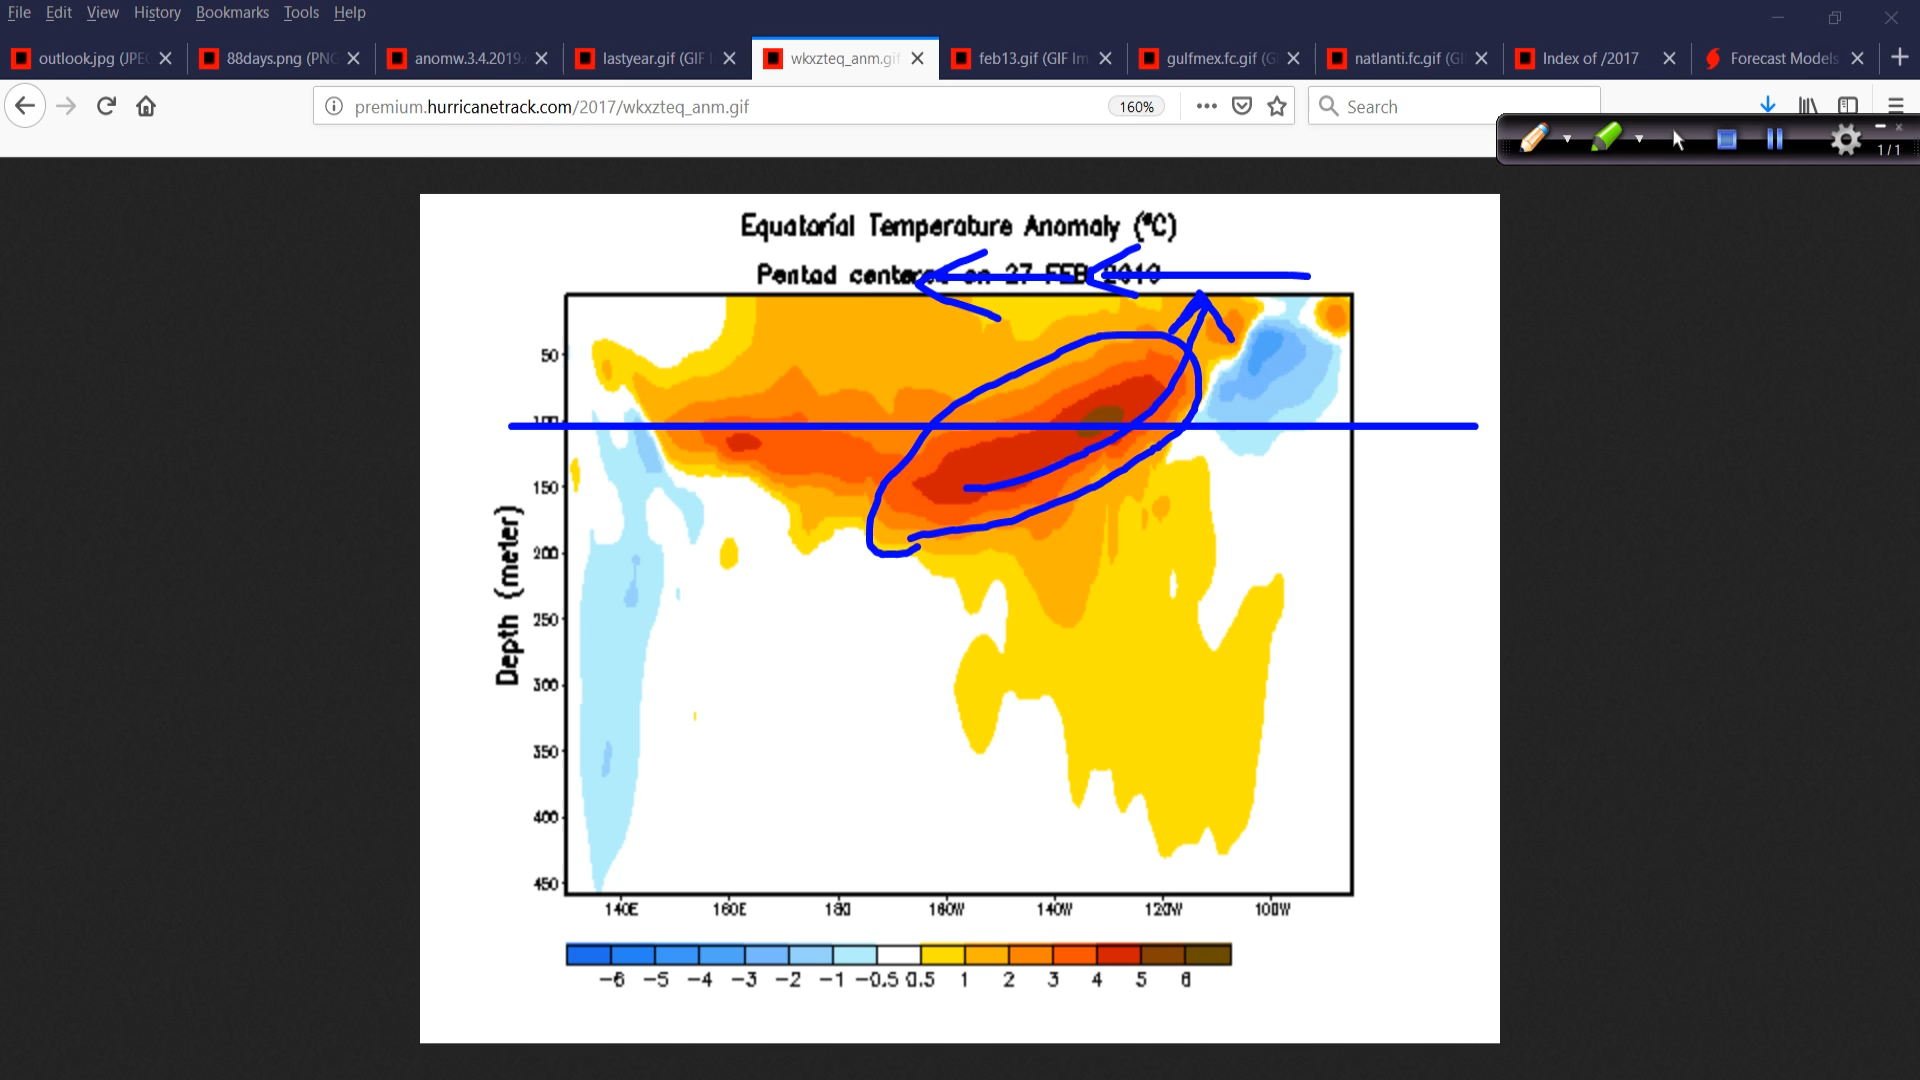 File Edit View History Bookmarks Tools Help
outlook.jpg (JPE 88days.png (PNG anomw.3.4.2019. lastyear.gif (GIF I wkxzteq_anm.gif feb13.gif (GIF Im gulfmex.fc.gif (G natlanti.fc.gif (GI Index of /2017 Forecast Models
premium.hurricanetrack.com/2017/wkxzteq_anm.gif 160% Search
1/1
Equatorial Temperature Anomaly (°C)
Pentad centered on 27 FEB 2019
50
100
150
200
250
300
350
400
450
Depth (meter)
140E 160E 180 160W 140W 120W 100W
-6 -5 -4 -3 -2 -1 -0.5 0.5 1 2 3 4 5 6